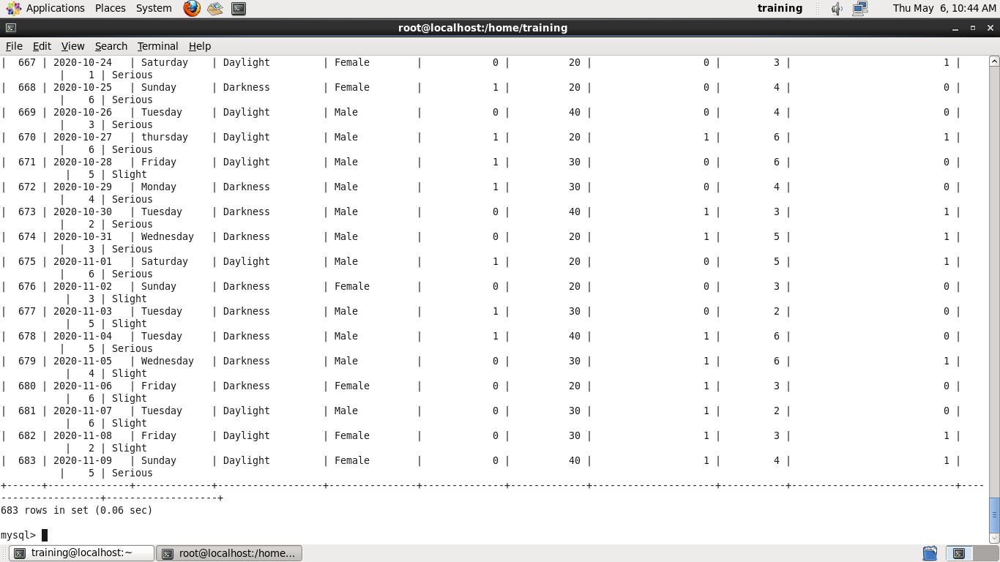 Applications Places System training Thu May 6, 10:44 AM
root@localhost:/home/training
File Edit View Search Terminal Help
| 667 | 2020-10-24 | Saturday | Daylight | Female | 0 | 20 | 0 | 3 | 1 |
| 1 | Serious
| 668 | 2020-10-25 | Sunday | Darkness | Female | 1 | 20 | 0 | 4 | 0 |
| 6 | Serious
| 669 | 2020-10-26 | Tuesday | Daylight | Male | 0 | 40 | 0 | 4 | 0 |
| 3 | Serious
| 670 | 2020-10-27 | thursday | Daylight | Male | 1 | 20 | 1 | 6 | 1 |
| 6 | Serious
| 671 | 2020-10-28 | Friday | Daylight | Male | 1 | 30 | 0 | 6 | 0 |
| 5 | Slight
| 672 | 2020-10-29 | Monday | Darkness | Male | 1 | 30 | 0 | 4 | 0 |
| 4 | Serious
| 673 | 2020-10-30 | Tuesday | Darkness | Male | 0 | 40 | 1 | 3 | 1 |
| 2 | Serious
| 674 | 2020-10-31 | Wednesday | Darkness | Male | 0 | 20 | 1 | 5 | 1 |
| 3 | Serious
| 675 | 2020-11-01 | Saturday | Daylight | Male | 1 | 20 | 0 | 5 | 1 |
| 6 | Serious
| 676 | 2020-11-02 | Sunday | Darkness | Female | 0 | 20 | 0 | 3 | 0 |
| 3 | Slight
| 677 | 2020-11-03 | Tuesday | Darkness | Male | 1 | 30 | 0 | 2 | 0 |
| 5 | Slight
| 678 | 2020-11-04 | Tuesday | Darkness | Male | 1 | 40 | 1 | 6 | 0 |
| 5 | Serious
| 679 | 2020-11-05 | Wednesday | Darkness | Male | 0 | 30 | 1 | 6 | 1 |
| 4 | Slight
| 680 | 2020-11-06 | Friday | Darkness | Female | 0 | 20 | 1 | 3 | 0 |
| 6 | Slight
| 681 | 2020-11-07 | Tuesday | Daylight | Male | 0 | 30 | 1 | 2 | 0 |
| 6 | Slight
| 682 | 2020-11-08 | Friday | Daylight | Female | 0 | 30 | 1 | 3 | 1 |
| 2 | Slight
| 683 | 2020-11-09 | Sunday | Daylight | Female | 0 | 40 | 1 | 4 | 1 |
| 5 | Serious
+------+--------------+-------------+------------------+---------------+--------------+-------------+---------------------+-----------+----------------------------+----
-----------------+-------------------+
683 rows in set (0.06 sec)
mysql>
training@localhost:~ root@localhost:/home...